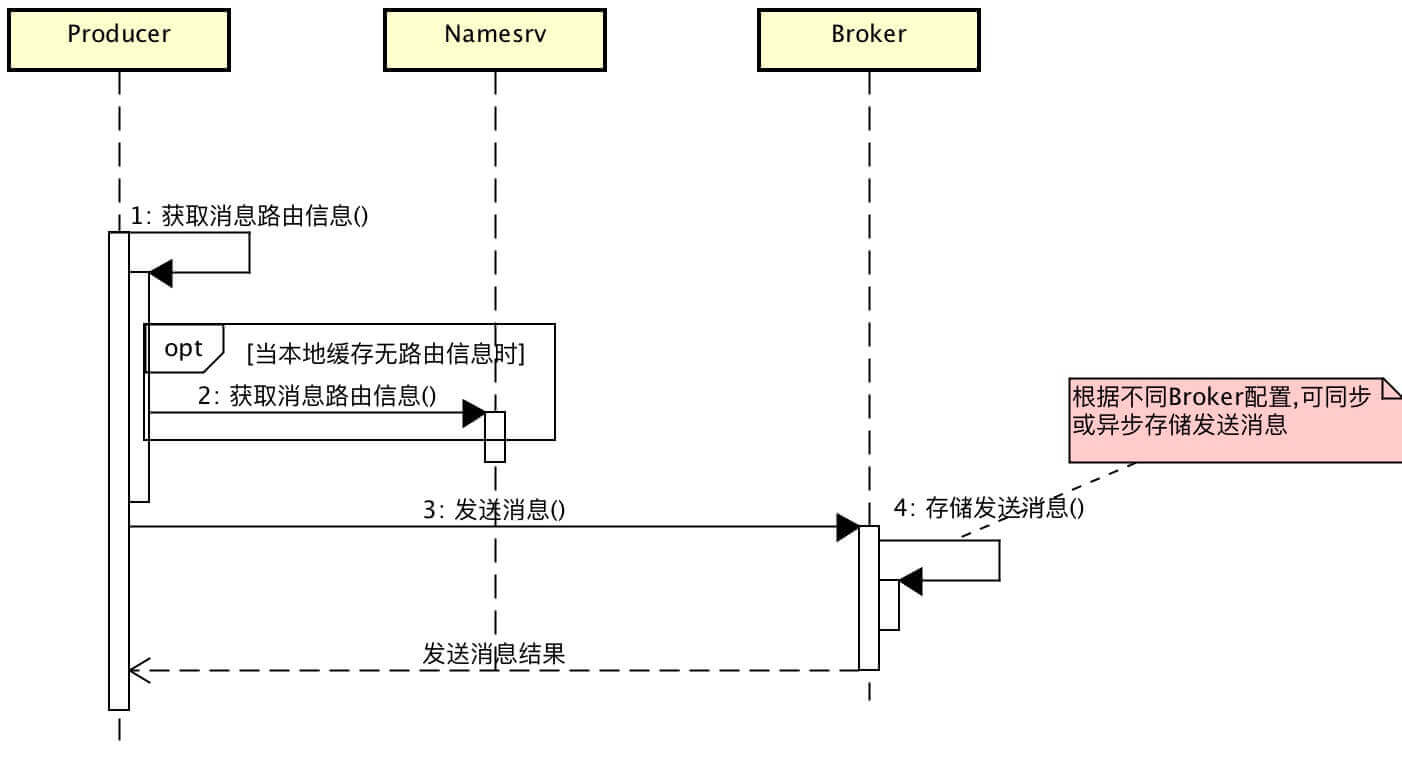 Producer
Namesrv
Broker
1: 获取消息路由信息()
opt
[当本地缓存无路由信息时]
2: 获取消息路由信息()
根据不同Broker配置,可同步
或异步存储发送消息
3: 发送消息()
4: 存储发送消息()
发送消息结果